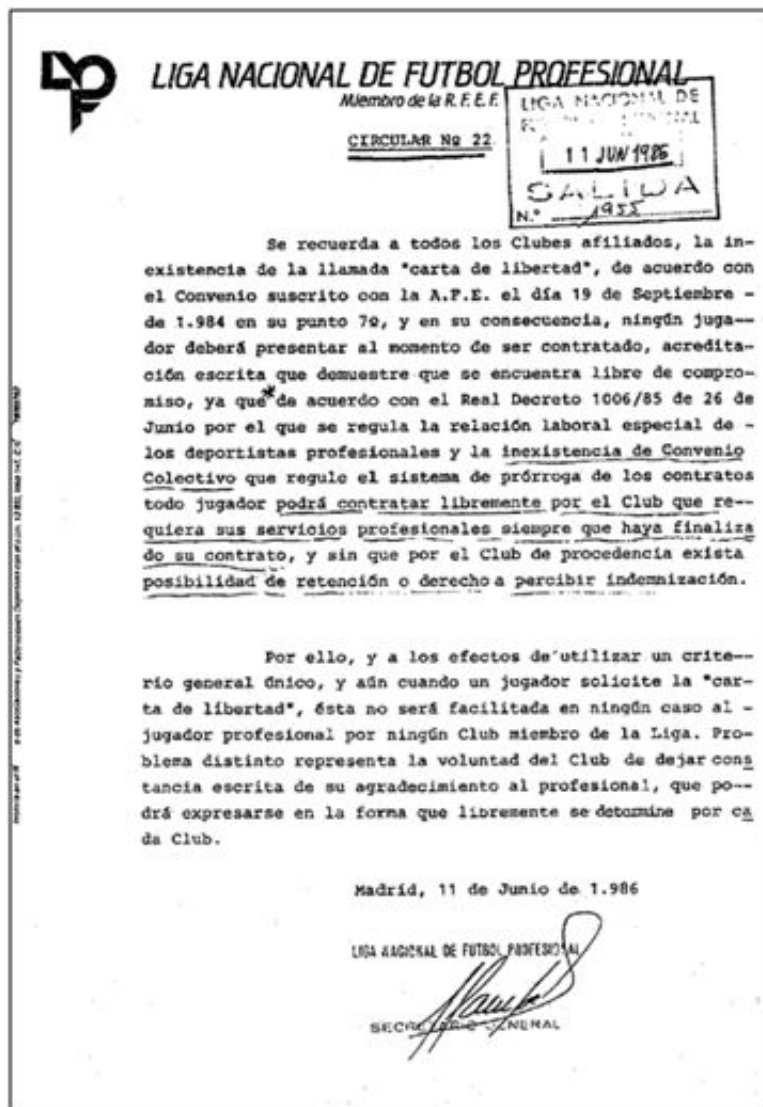 LIGA NACIONAL DE FUTBOL PROFESIONAL
Miembro de la R.F.E.F.
CIRCULAR Nº 22
LIGA NACIONAL DE
11 JUN 1986
SALIDA
N.º 1955
Se recuerda a todos los Clubes afiliados, la in-
existencia de la llamada "carta de libertad", de acuerdo con
el Convenio suscrito con la A.F.E. el día 19 de Septiembre -
de 1.984 en su punto 7º, y en su consecuencia, ningún juga--
dor deberá presentar al momento de ser contratado, acredita-
ción escrita que demuestre que se encuentra libre de compro-
miso, ya que de acuerdo con el Real Decreto 1006/85 de 26 de
Junio por el que se regula la relación laboral especial de -
los deportistas profesionales y la inexistencia de Convenio
Colectivo que regule el sistema de prórroga de los contratos
todo jugador podrá contratar libremente por el Club que re--
quiera sus servicios profesionales siempre que haya finaliza
do su contrato, y sin que por el Club de procedencia exista
posibilidad de retención o derecho a percibir indemnización.
Por ello, y a los efectos de utilizar un crite--
rio general único, y aún cuando un jugador solicite la "car-
ta de libertad", ésta no será facilitada en ningún caso al -
jugador profesional por ningún Club miembro de la Liga. Pro-
blema distinto representa la voluntad del Club de dejar cons
tancia escrita de su agradecimiento al profesional, que po--
drá expresarse en la forma que libremente se detemine por ca
da Club.
Madrid, 11 de Junio de 1.986
LIGA NACIONAL DE FUTBOL PROFESIONAL
SECRETARIO GENERAL